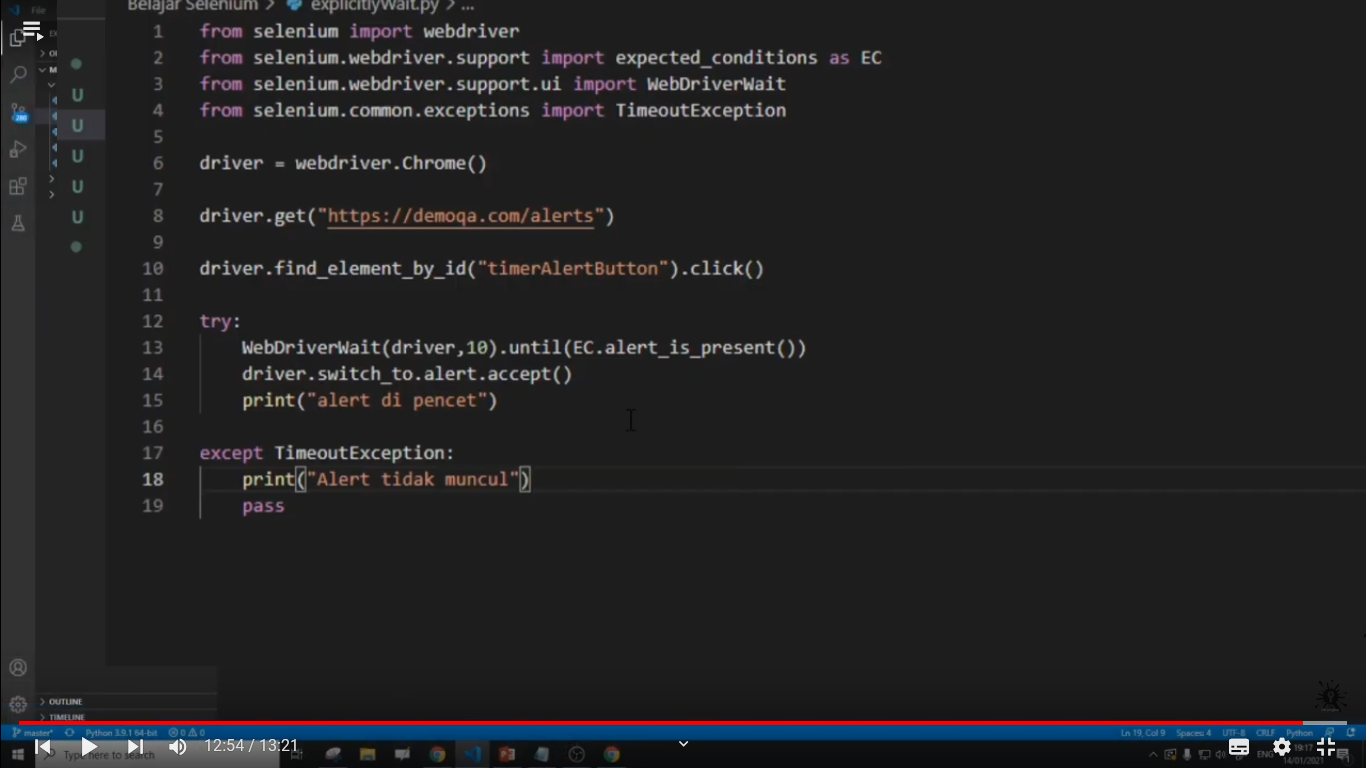 File
Belajar Selenium > explicitlyWait.py > ...
1 from selenium import webdriver
2 from selenium.webdriver.support import expected_conditions as EC
3 from selenium.webdriver.support.ui import WebDriverWait
4 from selenium.common.exceptions import TimeoutException
5
6 driver = webdriver.Chrome()
7
8 driver.get("https://demoqa.com/alerts")
9
10 driver.find_element_by_id("timerAlertButton").click()
11
12 try:
13 WebDriverWait(driver,10).until(EC.alert_is_present())
14 driver.switch_to.alert.accept()
15 print("alert di pencet")
16
17 except TimeoutException:
18 print("Alert tidak muncul")
19 pass
U
U
U
U
U
280
> OUTLINE
> TIMELINE
master* Python 3.9.1 64-bit 0 0 Ln 19, Col 9 Spaces: 4 UTF-8 CRLF Python
12:54 / 13:21
Type here to search
ENG 19:17
14/01/2021